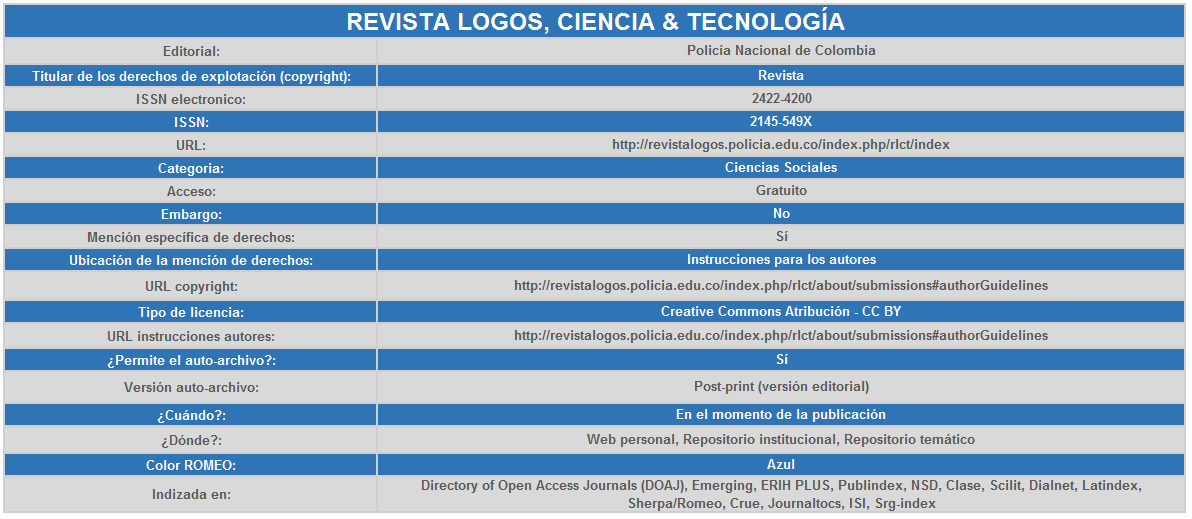 REVISTA LOGOS, CIENCIA & TECNOLOGÍA
Editorial: Policía Nacional de Colombia
Titular de los derechos de explotación (copyright): Revista
ISSN electronico: 2422-4200
ISSN: 2145-549X
URL: http://revistalogos.policia.edu.co/index.php/rlct/index
Categoria: Ciencias Sociales
Acceso: Gratuito
Embargo: No
Mención específica de derechos: Sí
Ubicación de la mención de derechos: Instrucciones para los autores
URL copyright: http://revistalogos.policia.edu.co/index.php/rlct/about/submissions#authorGuidelines
Tipo de licencia: Creative Commons Atribución - CC BY
URL instrucciones autores: http://revistalogos.policia.edu.co/index.php/rlct/about/submissions#authorGuidelines
¿Permite el auto-archivo?: Sí
Versión auto-archivo: Post-print (versión editorial)
¿Cuándo?: En el momento de la publicación
¿Dónde?: Web personal, Repositorio institucional, Repositorio temático
Color ROMEO: Azul
Indizada en: Directory of Open Access Journals (DOAJ), Emerging, ERIH PLUS, Publindex, NSD, Clase, Scilit, Dialnet, Latindex,
Sherpa/Romeo, Crue, Journaltocs, ISI, Srg-index